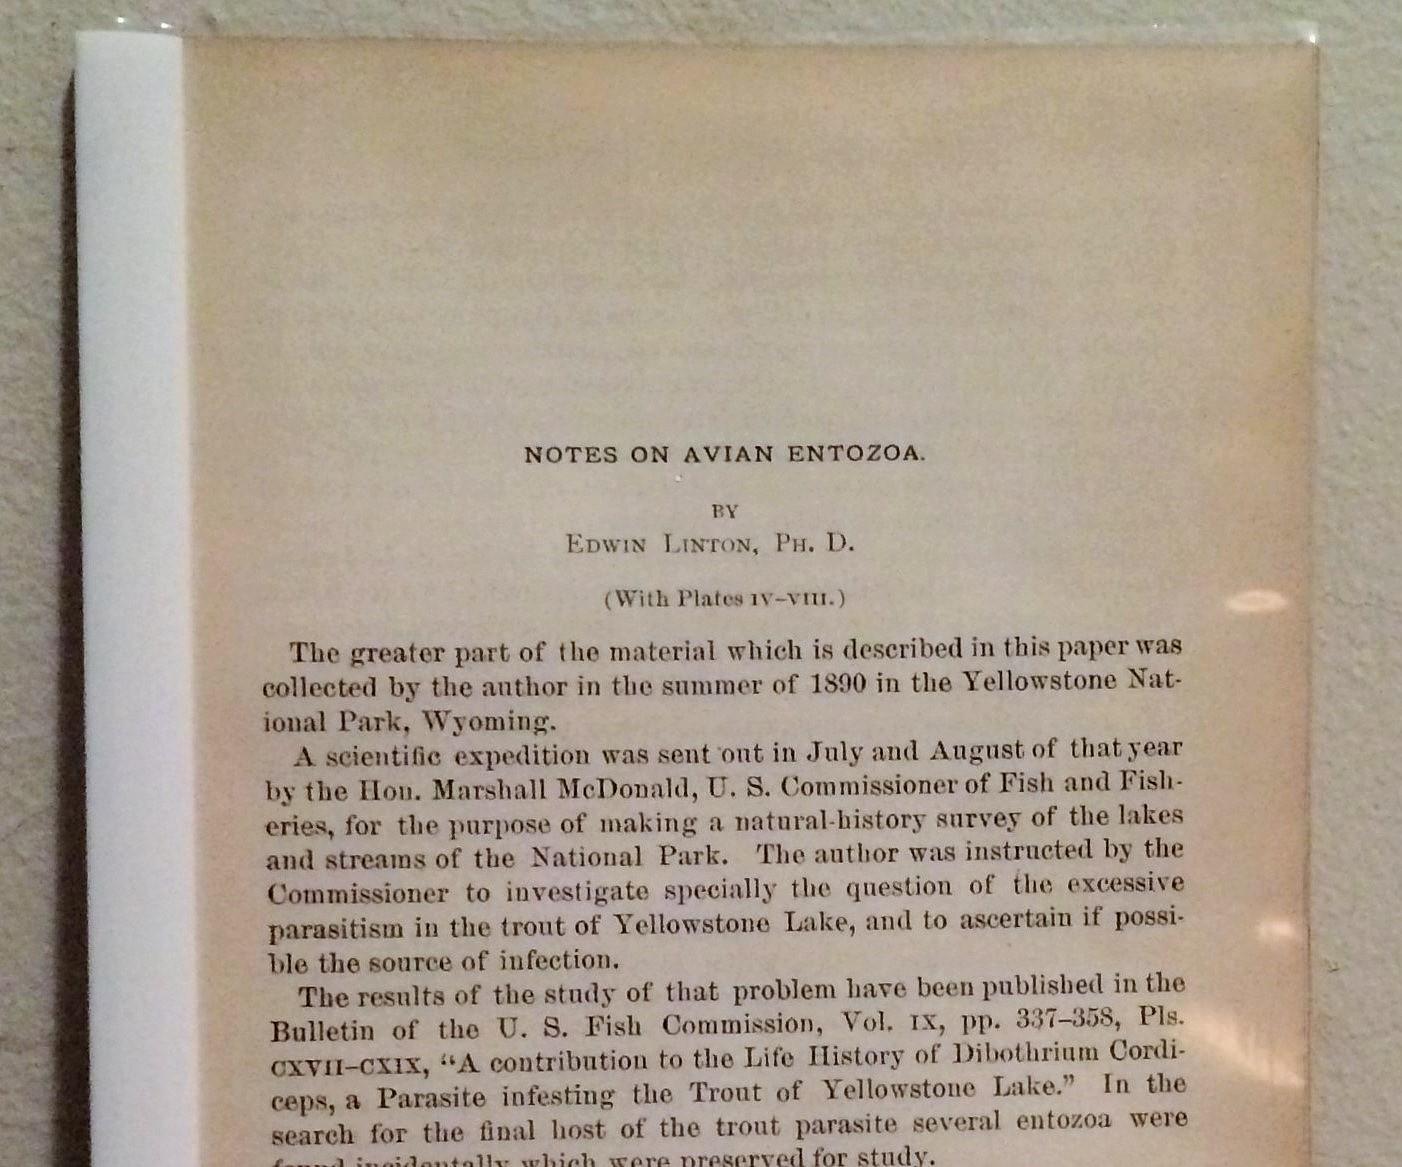 NOTES ON AVIAN ENTOZOA.
BY
EDWIN LINTON, PH. D.
(With Plates IV–VIII.)
The greater part of the material which is described in this paper was
collected by the author in the summer of 1890 in the Yellowstone Nat-
ional Park, Wyoming.
A scientific expedition was sent out in July and August of that year
by the Hon. Marshall McDonald, U. S. Commissioner of Fish and Fish-
eries, for the purpose of making a natural-history survey of the lakes
and streams of the National Park. The author was instructed by the
Commissioner to investigate specially the question of the excessive
parasitism in the trout of Yellowstone Lake, and to ascertain if possi-
ble the source of infection.
The results of the study of that problem have been published in the
Bulletin of the U. S. Fish Commission, Vol. IX, pp. 337–358, Pls.
CXVII–CXIX, “A contribution to the Life History of Dibothrium Cordi-
ceps, a Parasite infesting the Trout of Yellowstone Lake.” In the
search for the final host of the trout parasite several entozoa were
found incidentally which were preserved for study.